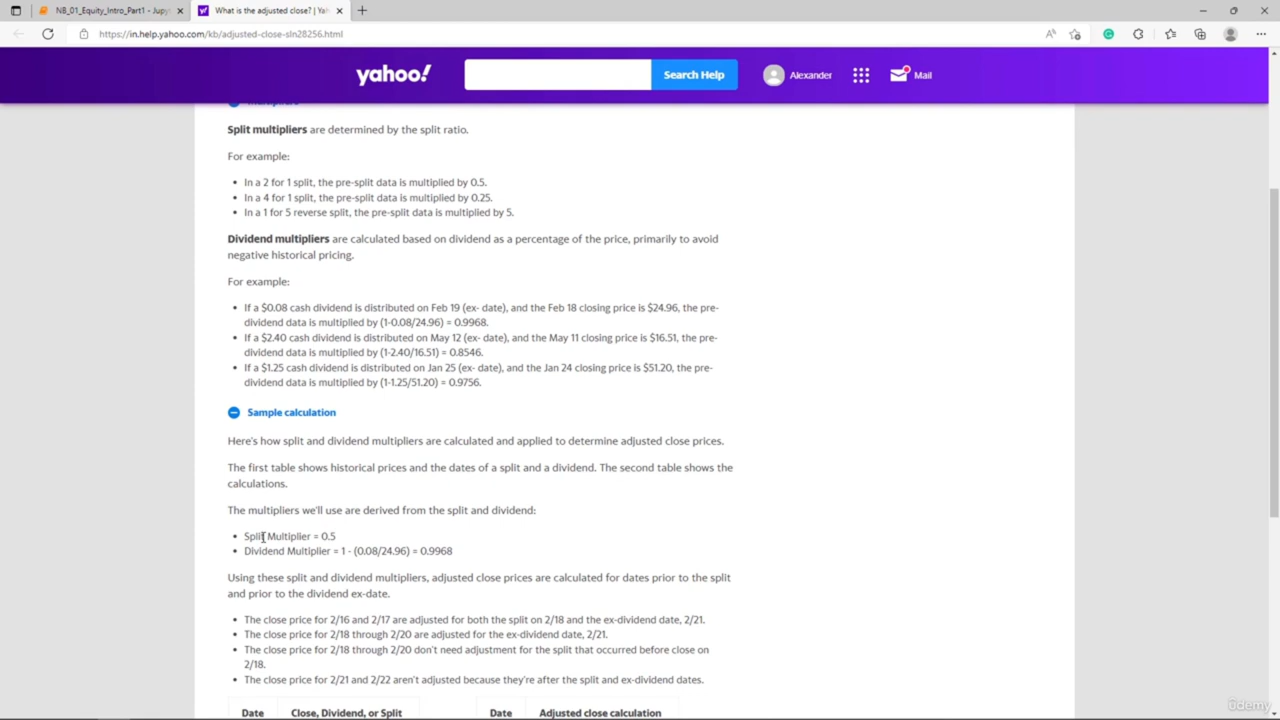 NB_01_Equity_Intro_Part1 - Jupy
What is the adjusted close? | Yah
https://in.help.yahoo.com/kb/adjusted-close-sln28256.html
yahoo!
Search Help
Alexander
Mail
Split multipliers are determined by the split ratio.
For example:
• In a 2 for 1 split, the pre-split data is multiplied by 0.5.
• In a 4 for 1 split, the pre-split data is multiplied by 0.25.
• In a 1 for 5 reverse split, the pre-split data is multiplied by 5.
Dividend multipliers are calculated based on dividend as a percentage of the price, primarily to avoid
negative historical pricing.
For example:
• If a $0.08 cash dividend is distributed on Feb 19 (ex- date), and the Feb 18 closing price is $24.96, the pre-
dividend data is multiplied by (1-0.08/24.96) = 0.9968.
• If a $2.40 cash dividend is distributed on May 12 (ex- date), and the May 11 closing price is $16.51, the pre-
dividend data is multiplied by (1-2.40/16.51) = 0.8546.
• If a $1.25 cash dividend is distributed on Jan 25 (ex- date), and the Jan 24 closing price is $51.20, the pre-
dividend data is multiplied by (1-1.25/51.20) = 0.9756.
Sample calculation
Here's how split and dividend multipliers are calculated and applied to determine adjusted close prices.
The first table shows historical prices and the dates of a split and a dividend. The second table shows the
calculations.
The multipliers we'll use are derived from the split and dividend:
• Split Multiplier = 0.5
• Dividend Multiplier = 1 - (0.08/24.96) = 0.9968
Using these split and dividend multipliers, adjusted close prices are calculated for dates prior to the split
and prior to the dividend ex-date.
• The close price for 2/16 and 2/17 are adjusted for both the split on 2/18 and the ex-dividend date, 2/21.
• The close price for 2/18 through 2/20 are adjusted for the ex-dividend date, 2/21.
• The close price for 2/18 through 2/20 don't need adjustment for the split that occurred before close on
2/18.
• The close price for 2/21 and 2/22 aren't adjusted because they're after the split and ex-dividend dates.
Date Close, Dividend, or Split Date Adjusted close calculation
ûdemy